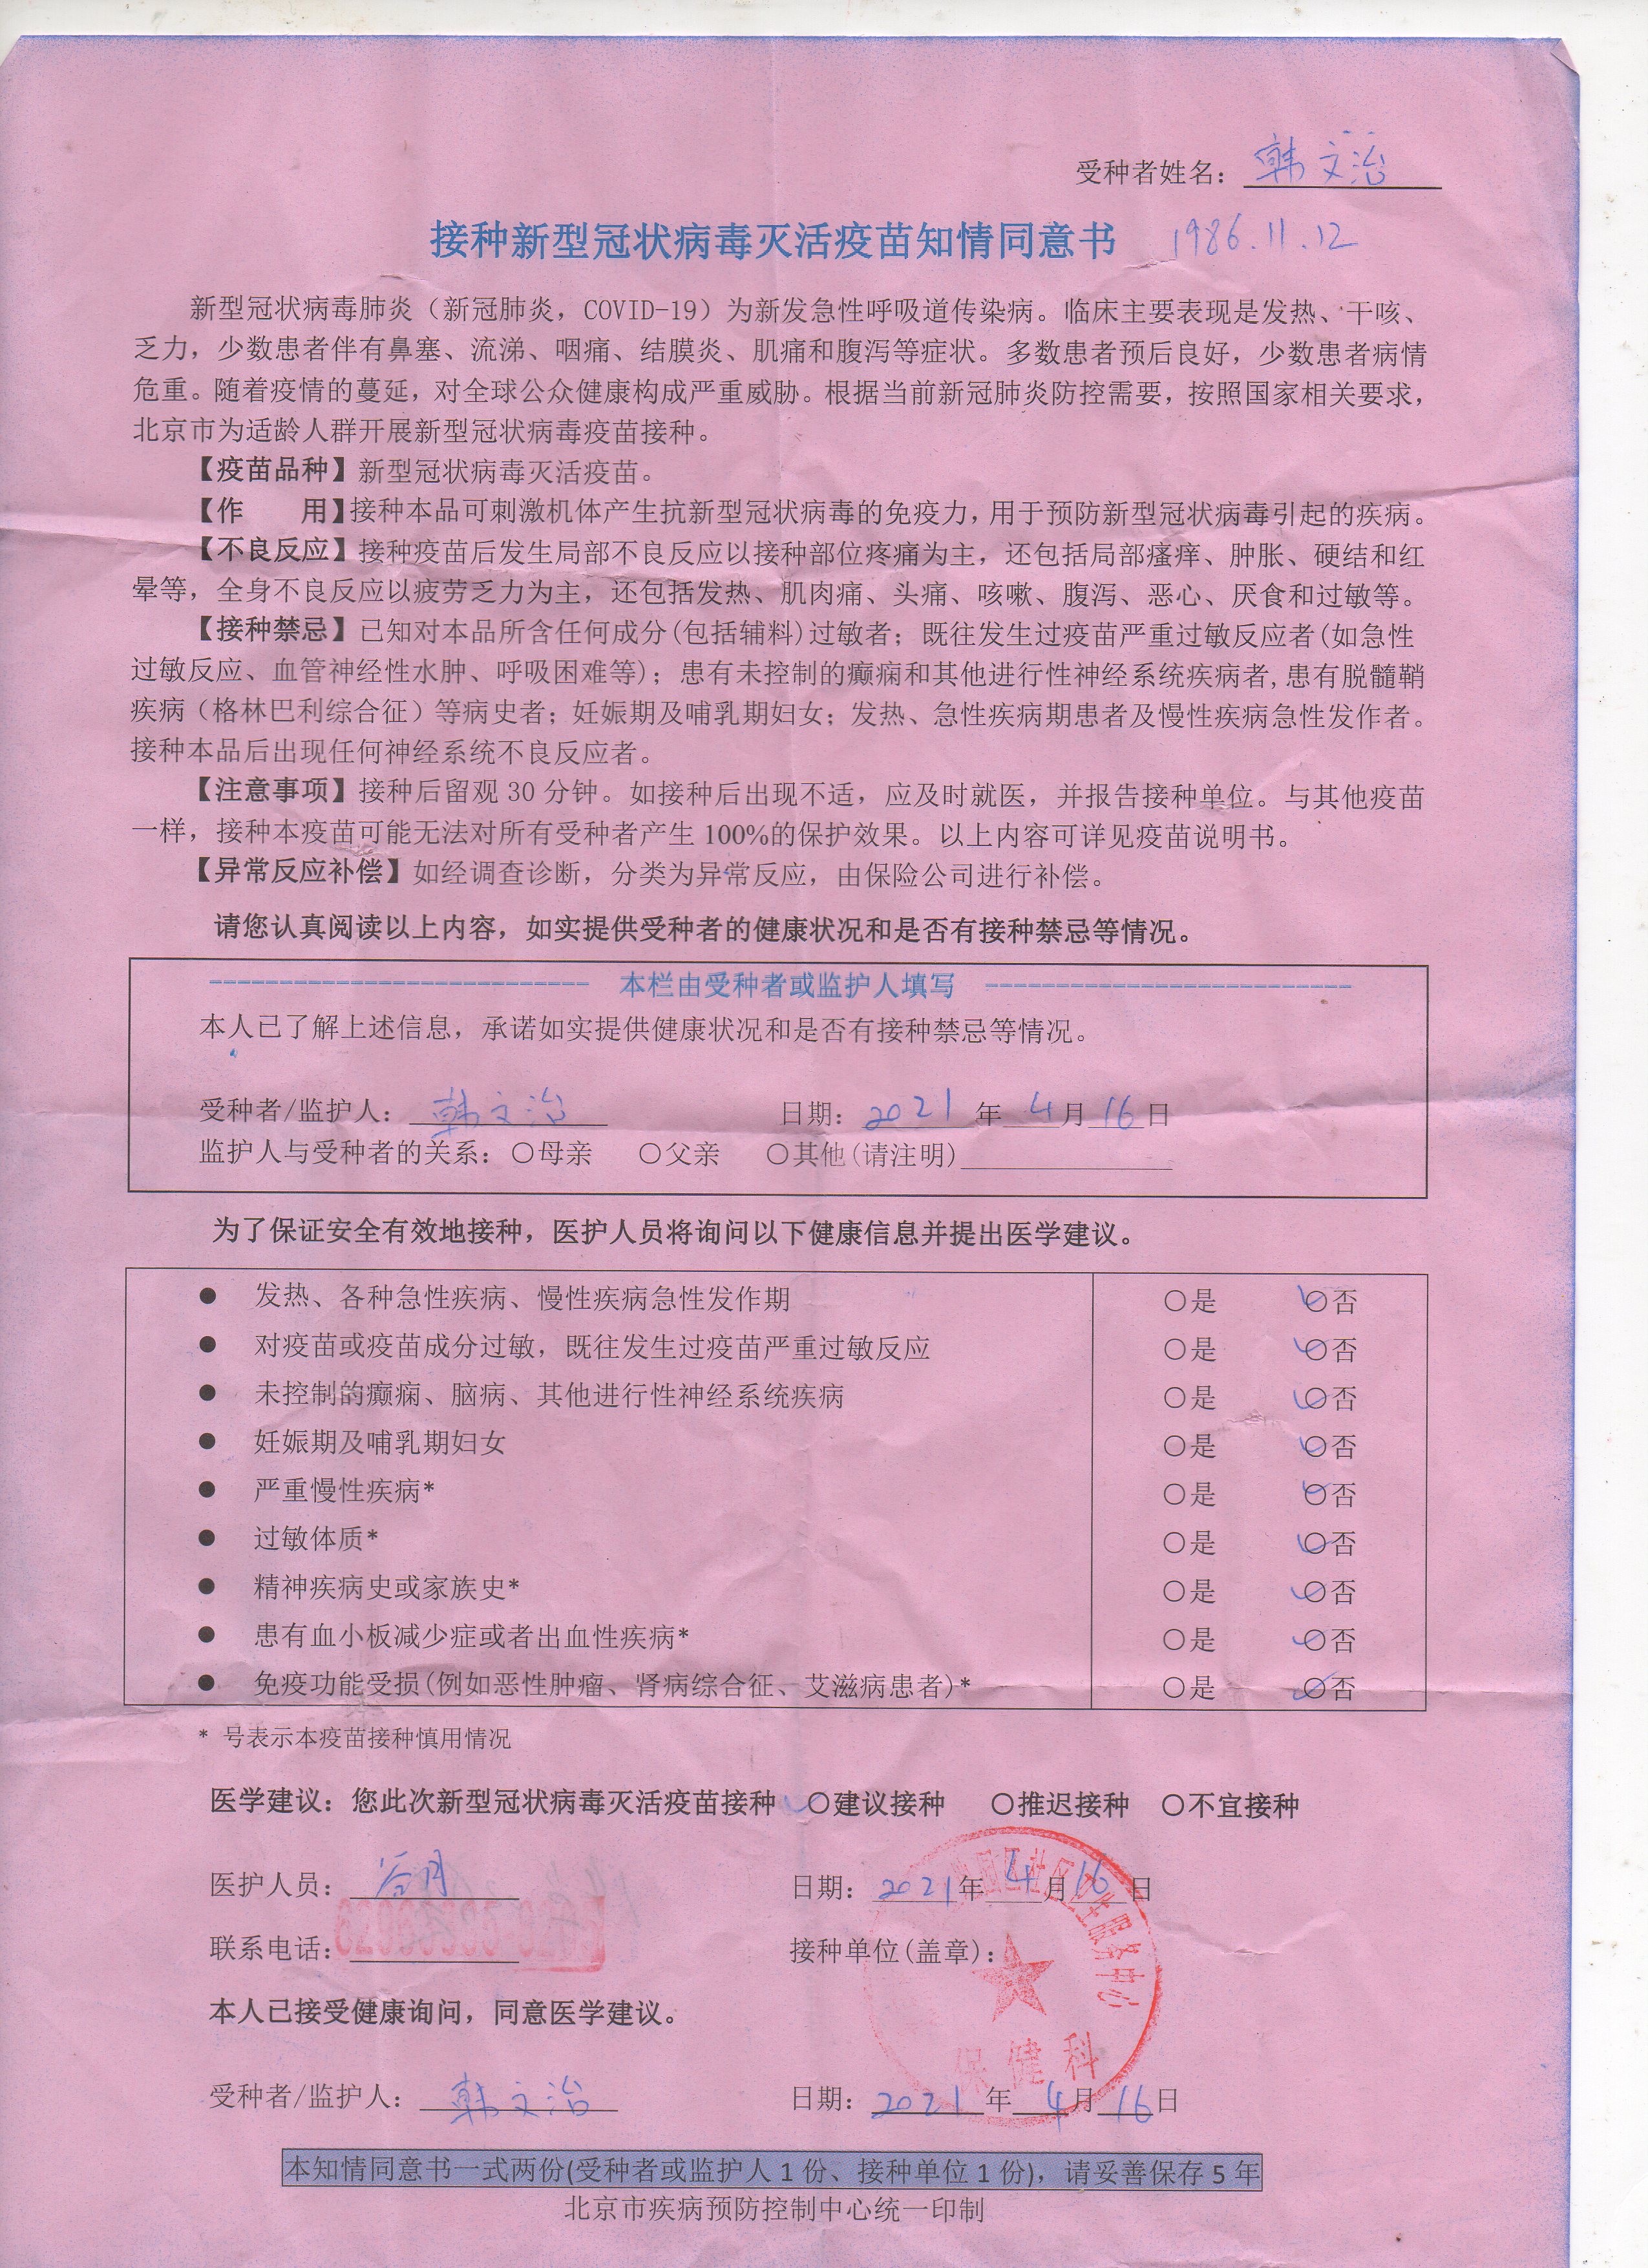 受种者姓名：韩文治
接种新型冠状病毒灭活疫苗知情同意书 1986.11.12
新型冠状病毒肺炎（新冠肺炎，COVID-19）为新发急性呼吸道传染病。临床主要表现是发热、干咳、
乏力，少数患者伴有鼻塞、流涕、咽痛、结膜炎、肌痛和腹泻等症状。多数患者预后良好，少数患者病情
危重。随着疫情的蔓延，对全球公众健康构成严重威胁。根据当前新冠肺炎防控需要，按照国家相关要求，
北京市为适龄人群开展新型冠状病毒疫苗接种。
【疫苗品种】新型冠状病毒灭活疫苗。
【作　　用】接种本品可刺激机体产生抗新型冠状病毒的免疫力，用于预防新型冠状病毒引起的疾病。
【不良反应】接种疫苗后发生局部不良反应以接种部位疼痛为主，还包括局部瘙痒、肿胀、硬结和红
晕等，全身不良反应以疲劳乏力为主，还包括发热、肌肉痛、头痛、咳嗽、腹泻、恶心、厌食和过敏等。
【接种禁忌】已知对本品所含任何成分(包括辅料)过敏者；既往发生过疫苗严重过敏反应者(如急性
过敏反应、血管神经性水肿、呼吸困难等)；患有未控制的癫痫和其他进行性神经系统疾病者,患有脱髓鞘
疾病（格林巴利综合征）等病史者；妊娠期及哺乳期妇女；发热、急性疾病期患者及慢性疾病急性发作者。
接种本品后出现任何神经系统不良反应者。
【注意事项】接种后留观 30 分钟。如接种后出现不适，应及时就医，并报告接种单位。与其他疫苗
一样，接种本疫苗可能无法对所有受种者产生 100%的保护效果。以上内容可详见疫苗说明书。
【异常反应补偿】如经调查诊断，分类为异常反应，由保险公司进行补偿。
请您认真阅读以上内容，如实提供受种者的健康状况和是否有接种禁忌等情况。
本栏由受种者或监护人填写
本人已了解上述信息，承诺如实提供健康状况和是否有接种禁忌等情况。
受种者/监护人：韩文治 日期：2021 年 4 月 16 日
监护人与受种者的关系：○母亲 ○父亲 ○其他(请注明)
为了保证安全有效地接种，医护人员将询问以下健康信息并提出医学建议。
● 发热、各种急性疾病、慢性疾病急性发作期 ○是 ○否
● 对疫苗或疫苗成分过敏，既往发生过疫苗严重过敏反应 ○是 ○否
● 未控制的癫痫、脑病、其他进行性神经系统疾病 ○是 ○否
● 妊娠期及哺乳期妇女 ○是 ○否
● 严重慢性疾病* ○是 ○否
● 过敏体质* ○是 ○否
● 精神疾病史或家族史* ○是 ○否
● 患有血小板减少症或者出血性疾病* ○是 ○否
● 免疫功能受损(例如恶性肿瘤、肾病综合征、艾滋病患者)* ○是 ○否
* 号表示本疫苗接种慎用情况
医学建议：您此次新型冠状病毒灭活疫苗接种 ○建议接种 ○推迟接种 ○不宜接种
医护人员：谷月 日期：2021 年 4 月 16 日
联系电话： 接种单位(盖章)：
社区卫生服务中心
保健科
本人已接受健康询问，同意医学建议。
受种者/监护人：韩文治 日期：2021 年 4 月 16 日
本知情同意书一式两份(受种者或监护人 1 份、接种单位 1 份)，请妥善保存 5 年
北京市疾病预防控制中心统一印制